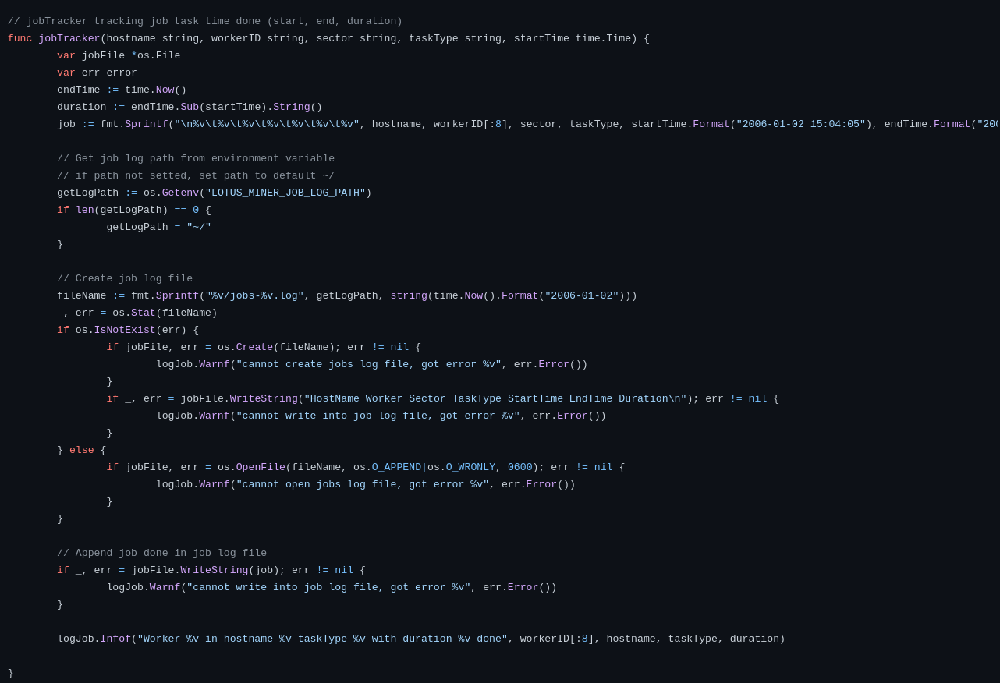 // jobTracker tracking job task time done (start, end, duration)
func jobTracker(hostname string, workerID string, sector string, taskType string, startTime time.Time) {
        var jobFile *os.File
        var err error
        endTime := time.Now()
        duration := endTime.Sub(startTime).String()
        job := fmt.Sprintf("\n%v\t%v\t%v\t%v\t%v\t%v\t%v", hostname, workerID[:8], sector, taskType, startTime.Format("2006-01-02 15:04:05"), endTime.Format("200

        // Get job log path from environment variable
        // if path not setted, set path to default ~/
        getLogPath := os.Getenv("LOTUS_MINER_JOB_LOG_PATH")
        if len(getLogPath) == 0 {
                getLogPath = "~/"
        }

        // Create job log file
        fileName := fmt.Sprintf("%v/jobs-%v.log", getLogPath, string(time.Now().Format("2006-01-02")))
        _, err = os.Stat(fileName)
        if os.IsNotExist(err) {
                if jobFile, err = os.Create(fileName); err != nil {
                        logJob.Warnf("cannot create jobs log file, got error %v", err.Error())
                }
                if _, err = jobFile.WriteString("HostName Worker Sector TaskType StartTime EndTime Duration\n"); err != nil {
                        logJob.Warnf("cannot write into job log file, got error %v", err.Error())
                }
        } else {
                if jobFile, err = os.OpenFile(fileName, os.O_APPEND|os.O_WRONLY, 0600); err != nil {
                        logJob.Warnf("cannot open jobs log file, got error %v", err.Error())
                }
        }

        // Append job done in job log file
        if _, err = jobFile.WriteString(job); err != nil {
                logJob.Warnf("cannot write into job log file, got error %v", err.Error())
        }

        logJob.Infof("Worker %v in hostname %v taskType %v with duration %v done", workerID[:8], hostname, taskType, duration)

}